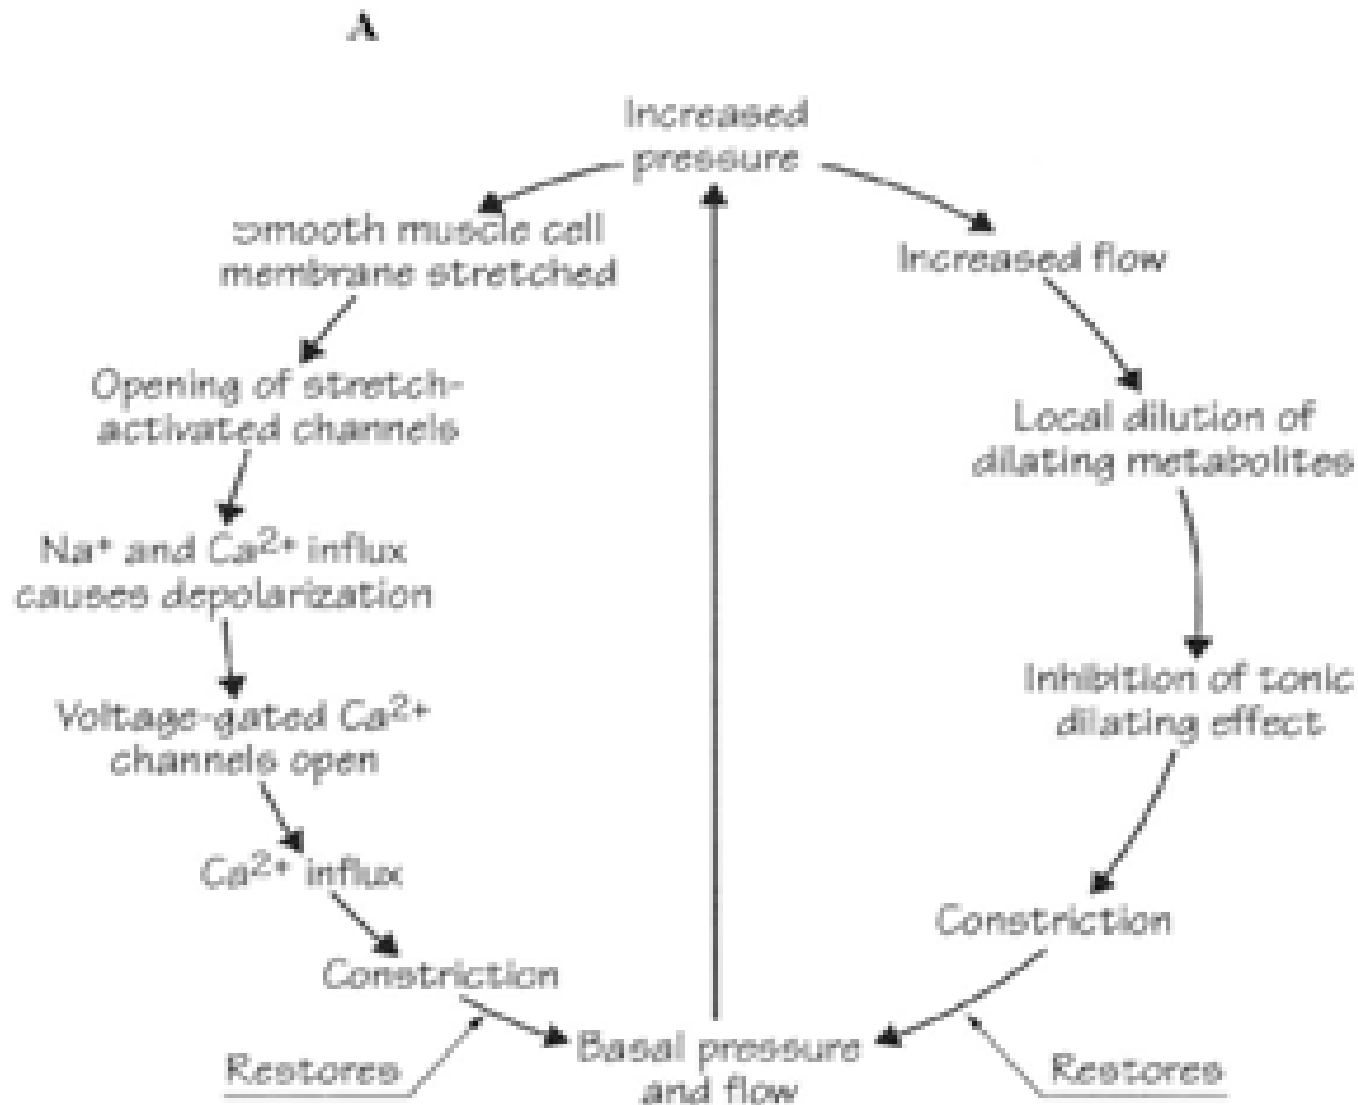 A
Increased
pressure
Smooth muscle cell
membrane stretched
Increased flow
Opening of stretch-
activated channels
Local dilution of
dilating metabolites
Na⁺ and Ca²⁺ influx
causes depolarization
Inhibition of tonic
dilating effect
Voltage-gated Ca²⁺
channels open
Ca²⁺ influx
Constriction
Constriction
Basal pressure
and flow
Restores
Restores